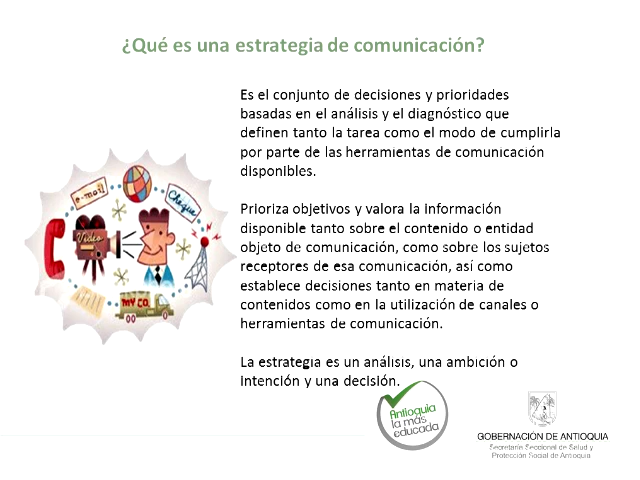 ¿Qué es una estrategia de comunicación?
Es el conjunto de decisiones y prioridades
basadas en el análisis y el diagnóstico que
definen tanto la tarea como el modo de cumplirla
por parte de las herramientas de comunicación
disponibles.
Prioriza objetivos y valora la información
disponible tanto sobre el contenido o entidad
objeto de comunicación, como sobre los sujetos
receptores de esa comunicación, así como
establece decisiones tanto en materia de
contenidos como en la utilización de canales o
herramientas de comunicación.
La estrategia es un análisis, una ambición o
intención y una decisión.
e-mail
Cheque
Video
MY CO.
Antioquia
la más
educada
GOBERNACIÓN DE ANTIOQUIA
Secretaría Seccional de Salud y
Protección Social de Antioquia